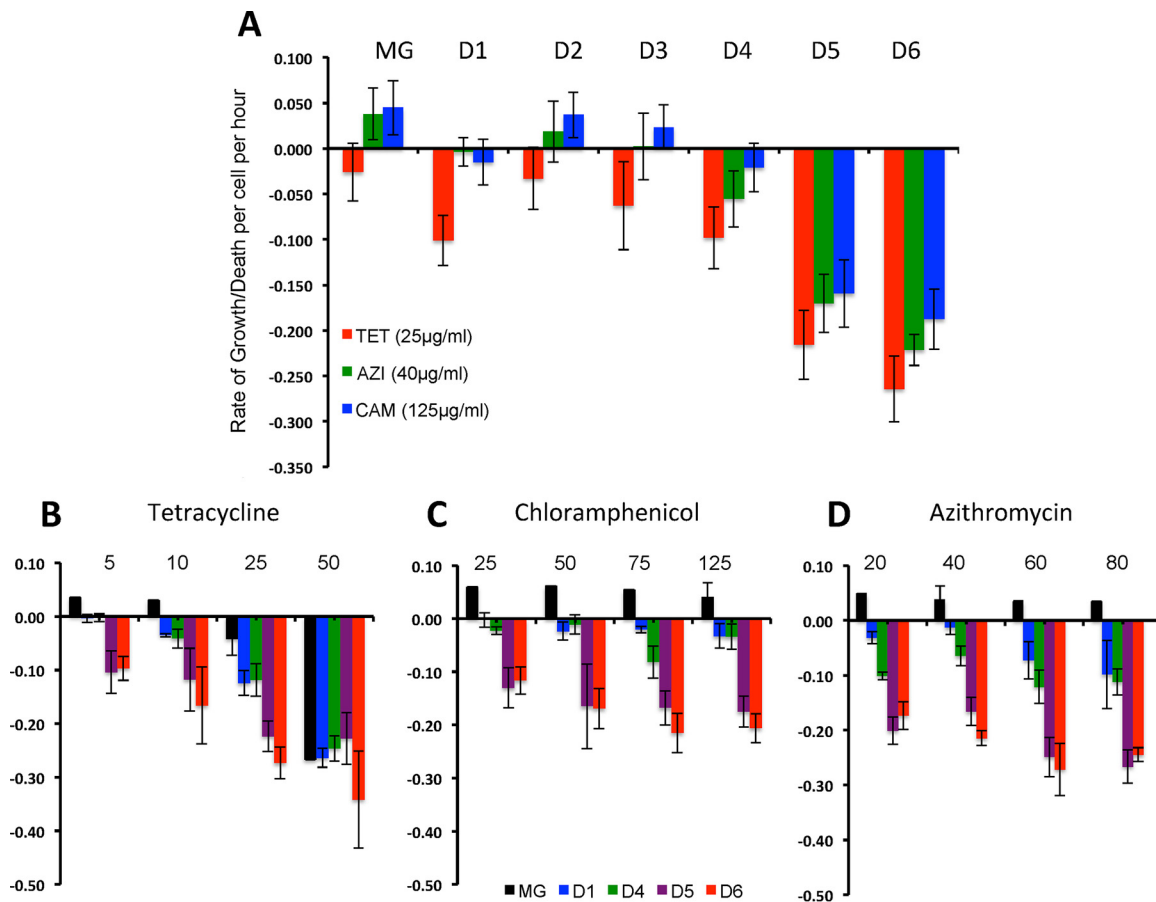 A
MG D1 D2 D3 D4 D5 D6
Rate of Growth/Death per cell per hour
0.100
0.050
0.000
-0.050
-0.100
-0.150
-0.200
-0.250
-0.300
-0.350
TET (25µg/ml)
AZI (40µg/ml)
CAM (125µg/ml)
B Tetracycline
5 10 25 50
0.10
0.00
-0.10
-0.20
-0.30
-0.40
-0.50
C Chloramphenicol
25 50 75 125
0.10
0.00
-0.10
-0.20
-0.30
-0.40
-0.50
D Azithromycin
20 40 60 80
0.10
0.00
-0.10
-0.20
-0.30
-0.40
-0.50
MG D1 D4 D5 D6